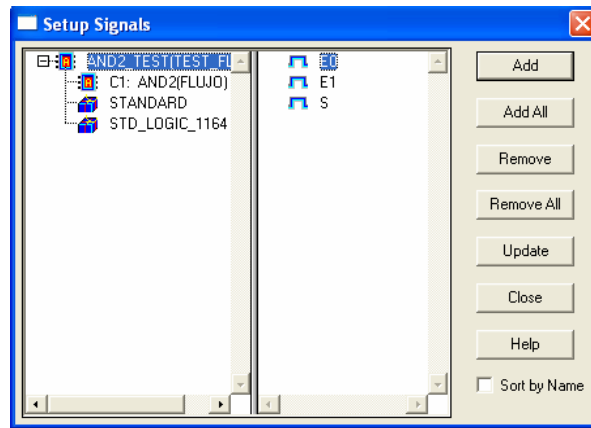 Setup Signals
AND2_TEST(TEST_FL
C1: AND2(FLUJO)
STANDARD
STD_LOGIC_1164
E0
E1
S
Add
Add All
Remove
Remove All
Update
Close
Help
Sort by Name